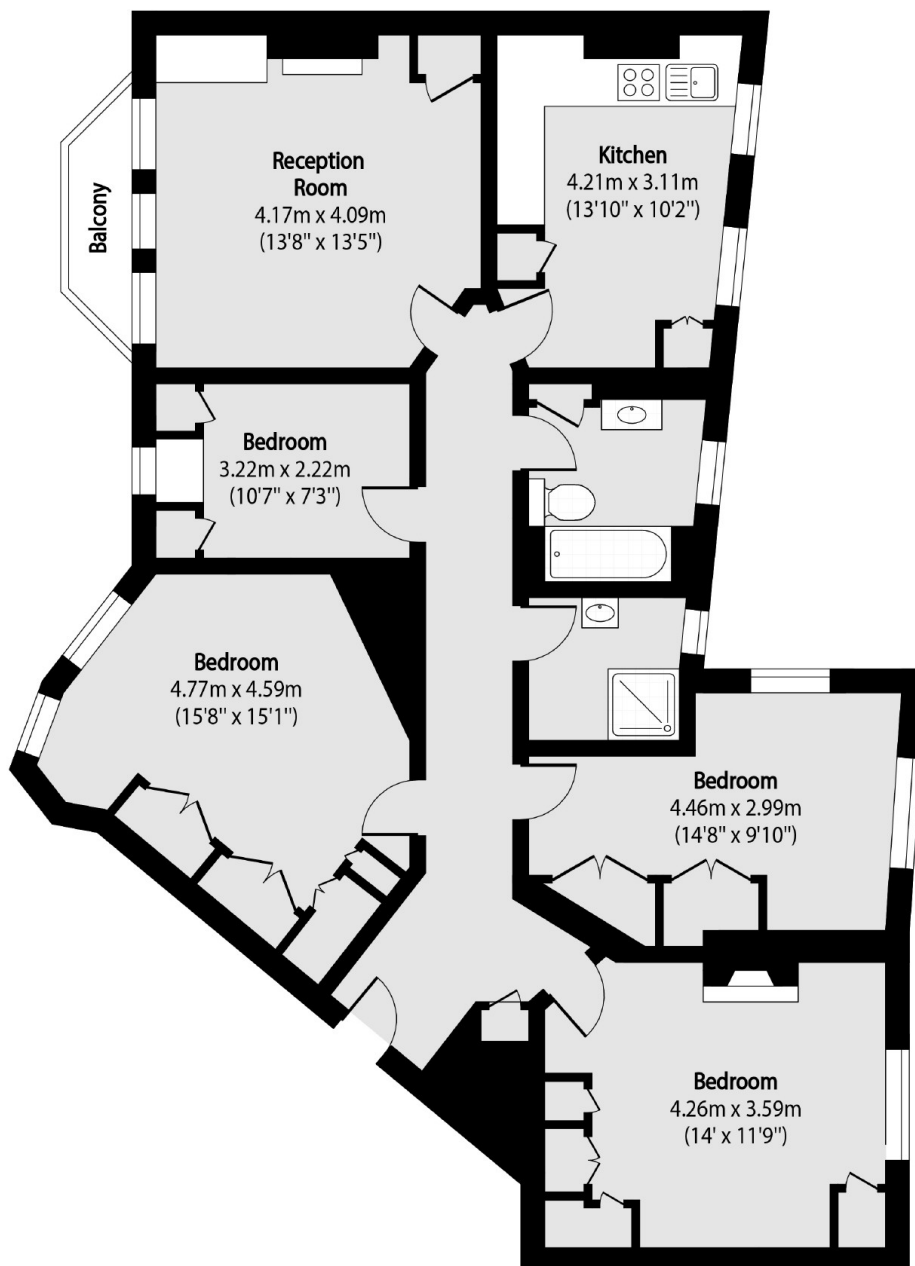 Reception
Room
4.17m x 4.09m
(13'8" x 13'5")
Kitchen
4.21m x 3.11m
(13'10" x 10'2")
Balcony
Bedroom
3.22m x 2.22m
(10'7" x 7'3")
Bedroom
4.77m x 4.59m
(15'8" x 15'1")
Bedroom
4.46m x 2.99m
(14'8" x 9'10")
Bedroom
4.26m x 3.59m
(14' x 11'9")